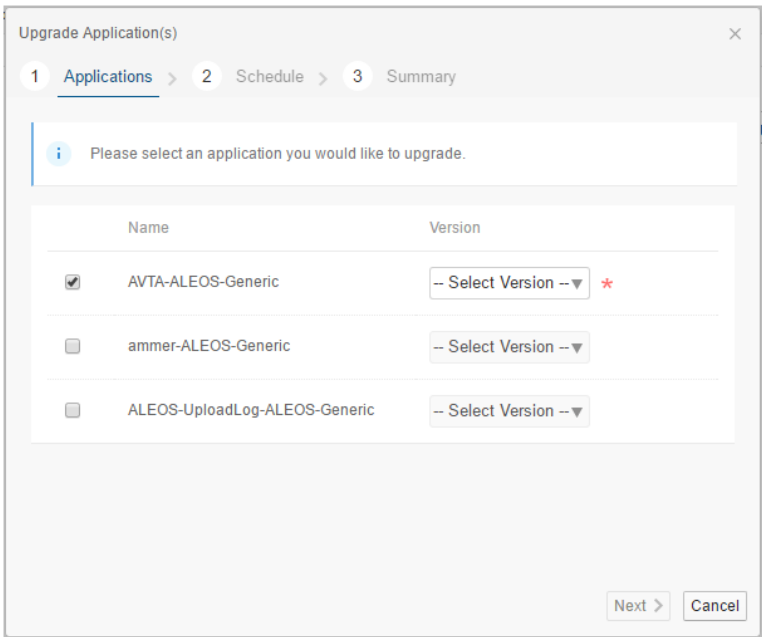 Upgrade Application(s)
1 Applications 2 Schedule 3 Summary
Please select an application you would like to upgrade.
Name Version
AVTA-ALEOS-Generic -- Select Version -- *
ammer-ALEOS-Generic -- Select Version --
ALEOS-UploadLog-ALEOS-Generic -- Select Version --
Next Cancel